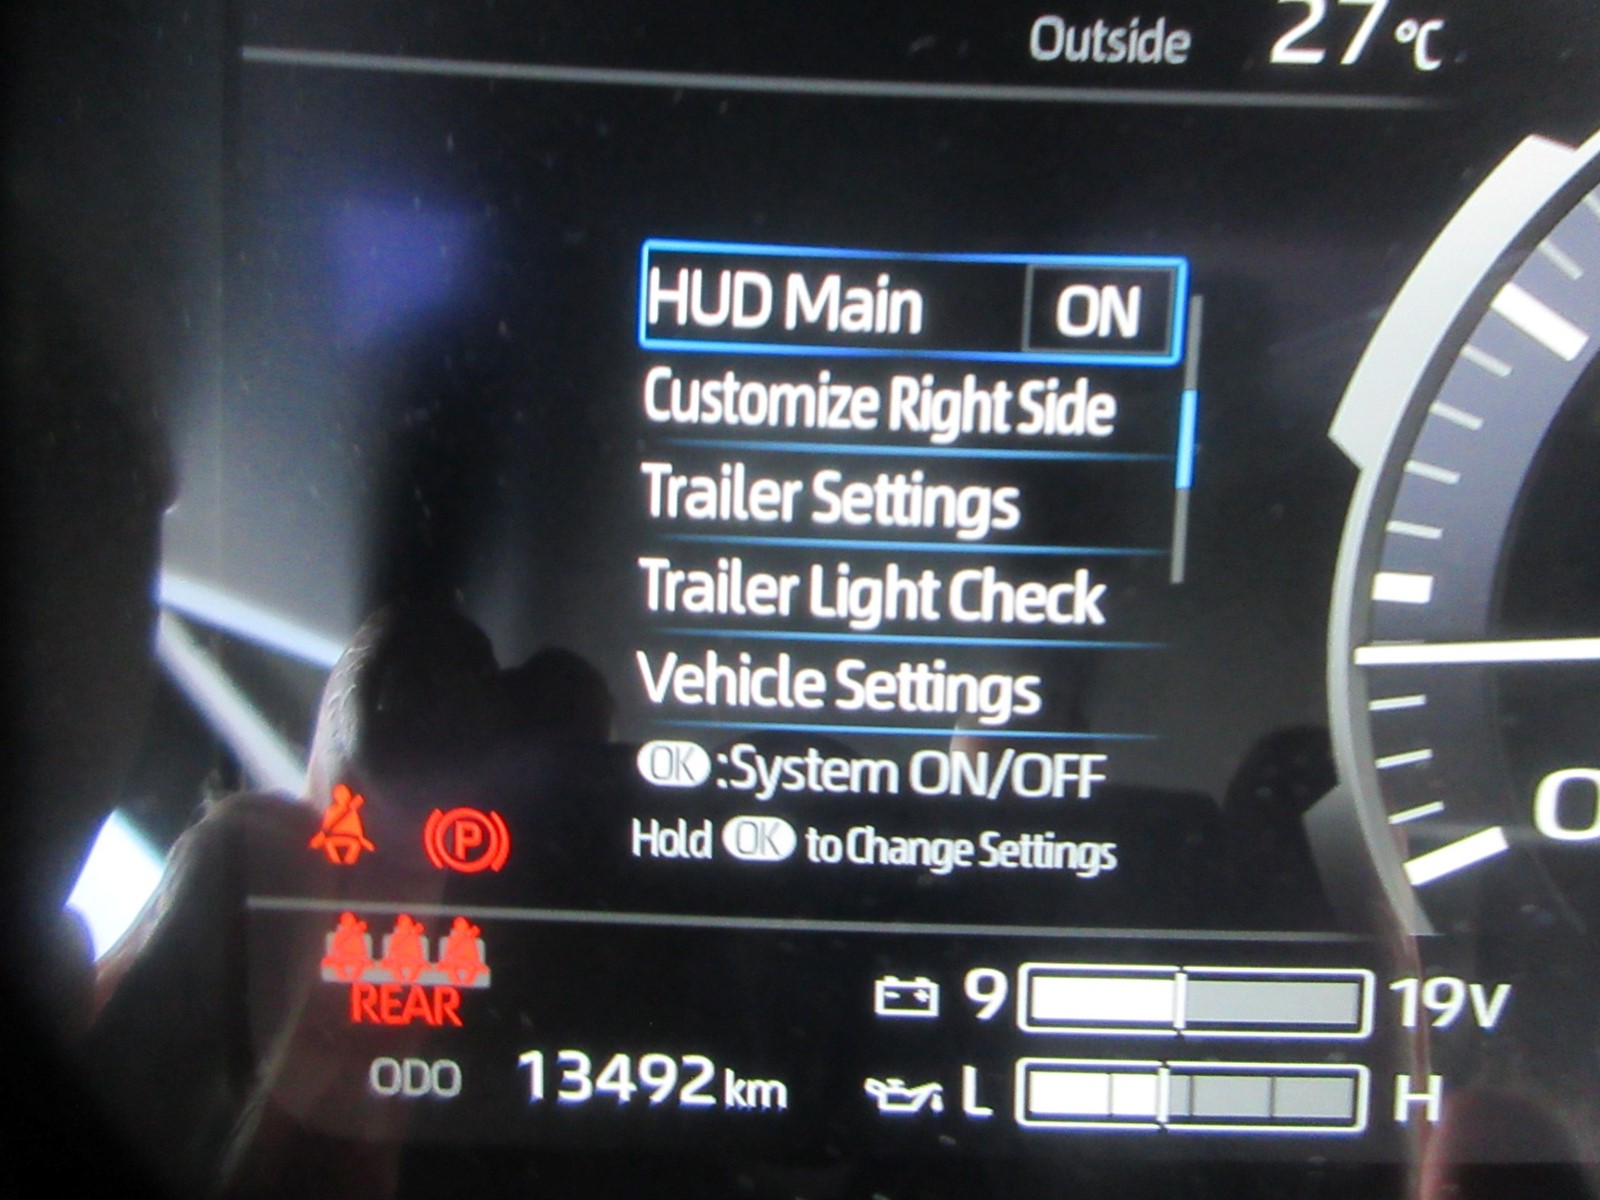 Outside 27°C
HUD Main ON
Customize Right Side
Trailer Settings
Trailer Light Check
Vehicle Settings
OK :System ON/OFF
Hold OK to Change Settings
P
REAR
9 19V
ODO 13492 km
L H